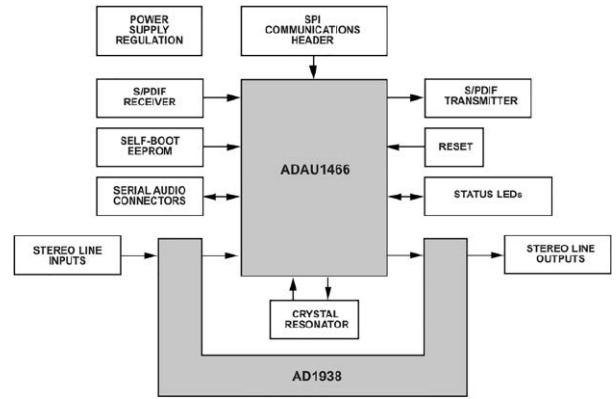 POWER
SUPPLY
REGULATION
SPI
COMMUNICATIONS
HEADER
S/PDIF
RECEIVER
S/PDIF
TRANSMITTER
SELF-BOOT
EEPROM
ADAU1466
RESET
SERIAL AUDIO
CONNECTORS
STATUS LEDs
STEREO LINE
INPUTS
STEREO LINE
OUTPUTS
CRYSTAL
RESONATOR
AD1938